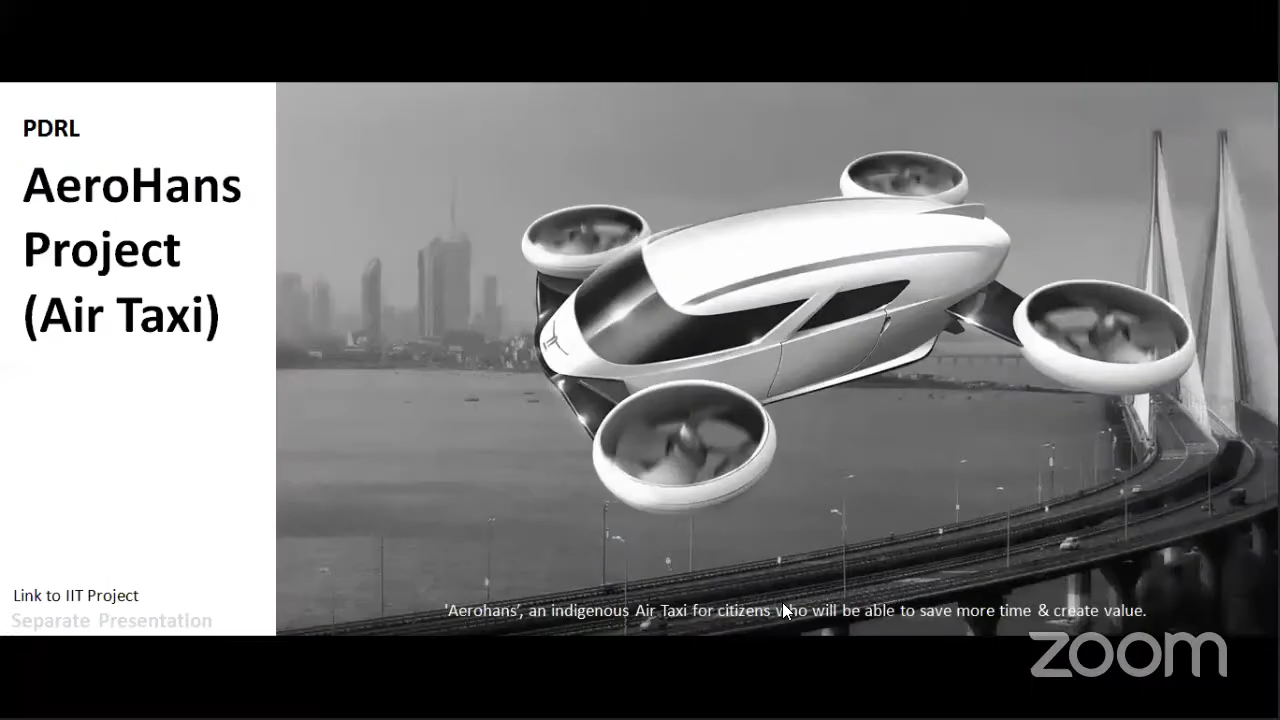 PDRL
AeroHans
Project
(Air Taxi)
Link to IIT Project
Separate Presentation
'Aerohans', an indigenous Air Taxi for citizens who will be able to save more time & create value.
zoom